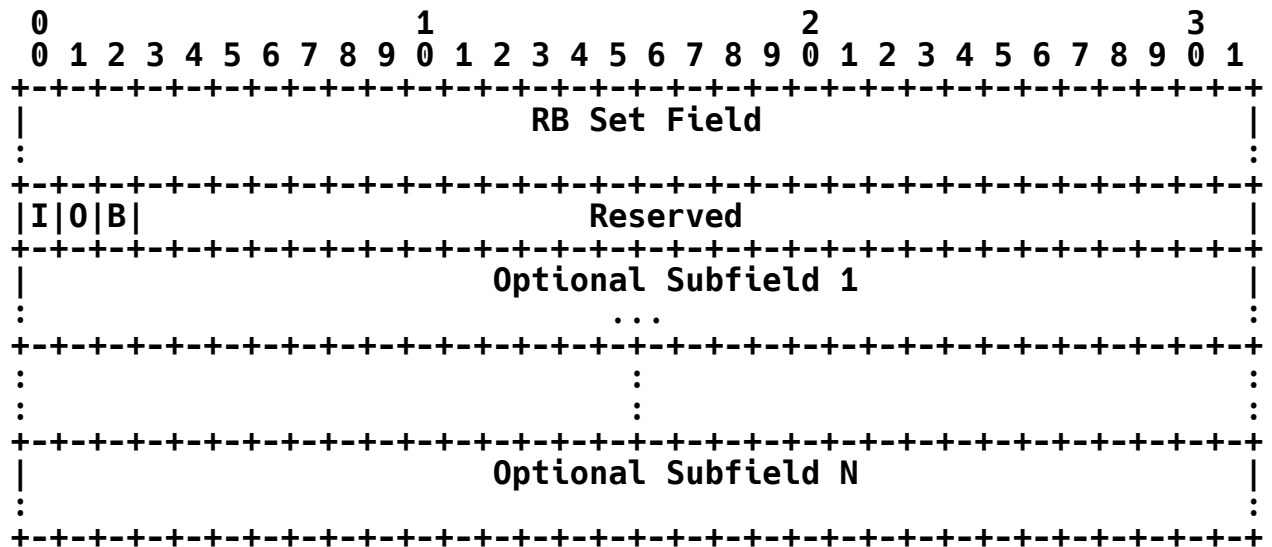 0                   1                   2                   3
 0 1 2 3 4 5 6 7 8 9 0 1 2 3 4 5 6 7 8 9 0 1 2 3 4 5 6 7 8 9 0 1
+-+-+-+-+-+-+-+-+-+-+-+-+-+-+-+-+-+-+-+-+-+-+-+-+-+-+-+-+-+-+-+-+
|                          RB Set Field                         |
:                                                               :
+-+-+-+-+-+-+-+-+-+-+-+-+-+-+-+-+-+-+-+-+-+-+-+-+-+-+-+-+-+-+-+-+
|I|O|B|                       Reserved                          |
+-+-+-+-+-+-+-+-+-+-+-+-+-+-+-+-+-+-+-+-+-+-+-+-+-+-+-+-+-+-+-+-+
|                        Optional Subfield 1                    |
:                              ...                              :
+-+-+-+-+-+-+-+-+-+-+-+-+-+-+-+-+-+-+-+-+-+-+-+-+-+-+-+-+-+-+-+-+
:                               :                               :
:                               :                               :
+-+-+-+-+-+-+-+-+-+-+-+-+-+-+-+-+-+-+-+-+-+-+-+-+-+-+-+-+-+-+-+-+
|                        Optional Subfield N                    |
:                                                               :
+-+-+-+-+-+-+-+-+-+-+-+-+-+-+-+-+-+-+-+-+-+-+-+-+-+-+-+-+-+-+-+-+